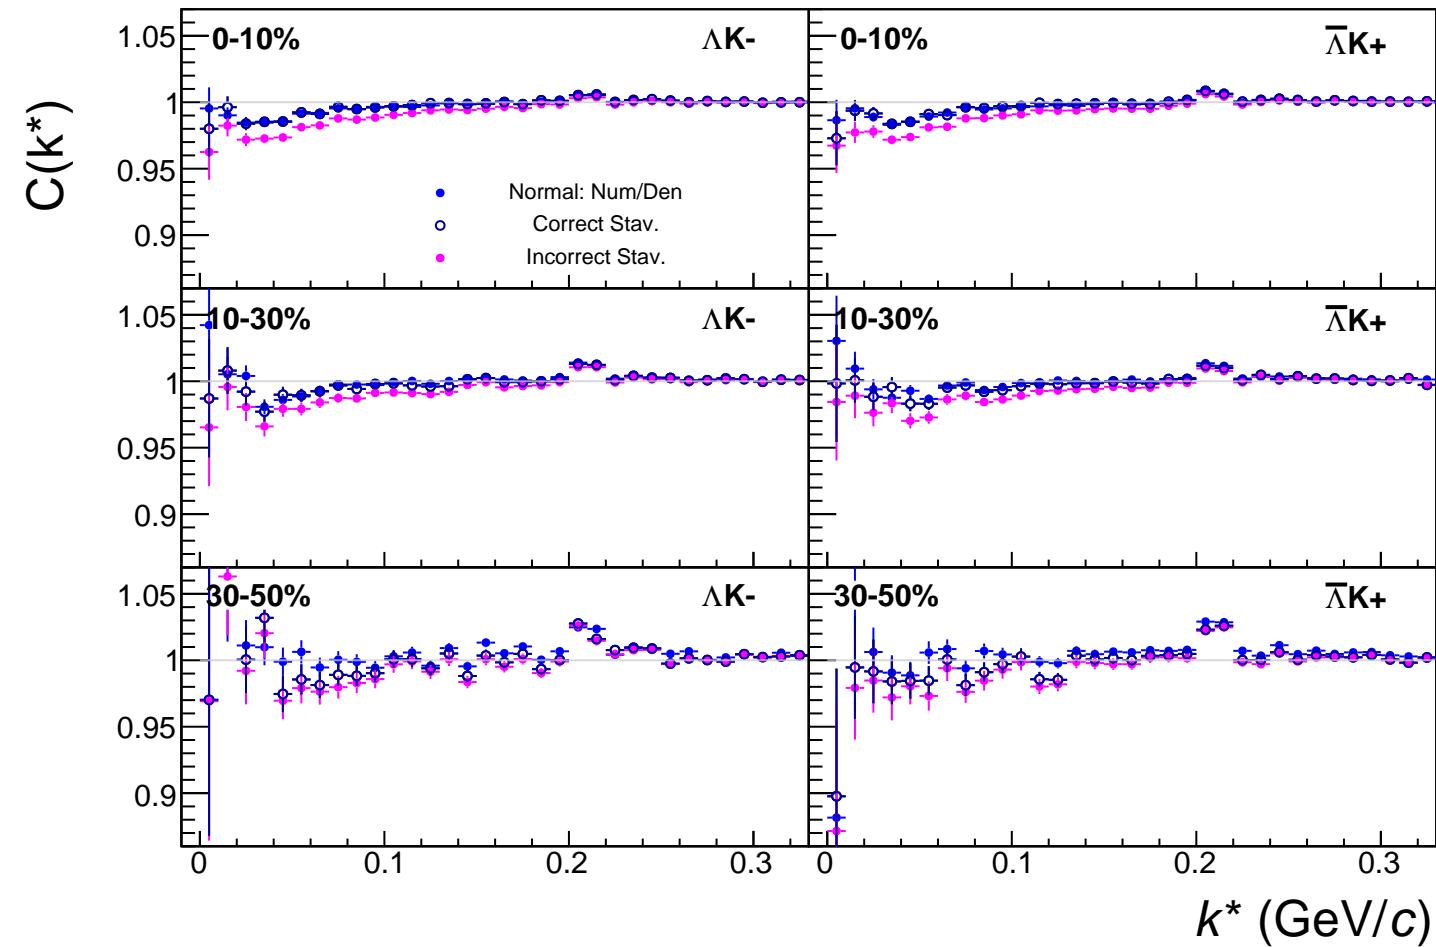 C(k*)
1.05
1
0.95
0.9
0-10%
ΛK-
Normal: Num/Den
Correct Stav.
Incorrect Stav.
0-10%
Λ̅K+
1.05
1
0.95
0.9
10-30%
ΛK-
10-30%
Λ̅K+
1.05
1
0.95
0.9
30-50%
ΛK-
30-50%
Λ̅K+
0 0.1 0.2 0.3
0 0.1 0.2 0.3
k* (GeV/c)